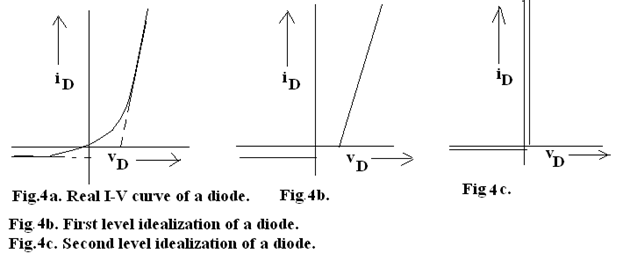 i D
v D
i D
v D
i D
v D
Fig.4a. Real I-V curve of a diode.
Fig.4b.
Fig 4c.
Fig.4b. First level idealization of a diode.
Fig.4c. Second level idealization of a diode.